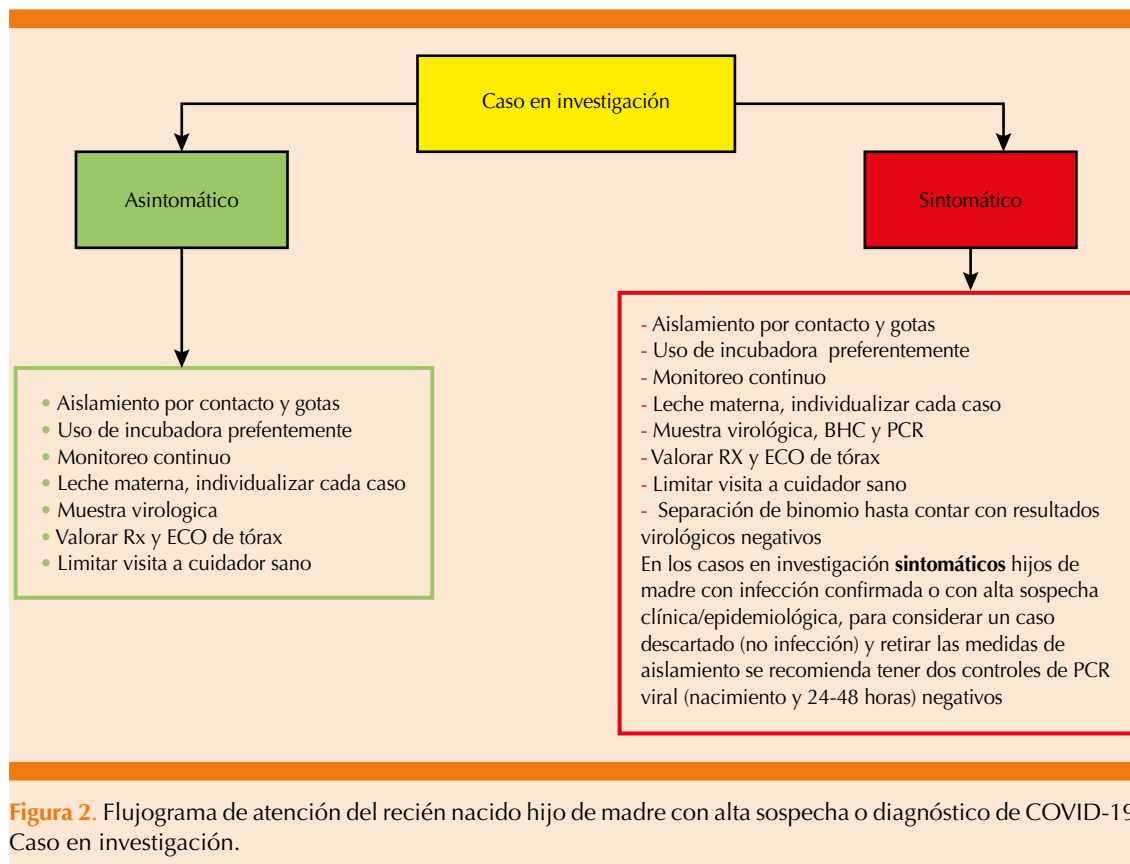 Caso en investigación
Asintomático
Sintomático
• Aislamiento por contacto y gotas
• Uso de incubadora prefentemente
• Monitoreo continuo
• Leche materna, individualizar cada caso
• Muestra virologica
• Valorar Rx y ECO de tórax
• Limitar visita a cuidador sano
- Aislamiento por contacto y gotas
- Uso de incubadora preferentemente
- Monitoreo continuo
- Leche materna, individualizar cada caso
- Muestra virológica, BHC y PCR
- Valorar RX y ECO de tórax
- Limitar visita a cuidador sano
- Separación de binomio hasta contar con resultados
virológicos negativos
En los casos en investigación sintomáticos hijos de
madre con infección confirmada o con alta sospecha
clínica/epidemiológica, para considerar un caso
descartado (no infección) y retirar las medidas de
aislamiento se recomienda tener dos controles de PCR
viral (nacimiento y 24-48 horas) negativos
Figura 2. Flujograma de atención del recién nacido hijo de madre con alta sospecha o diagnóstico de COVID-19
Caso en investigación.